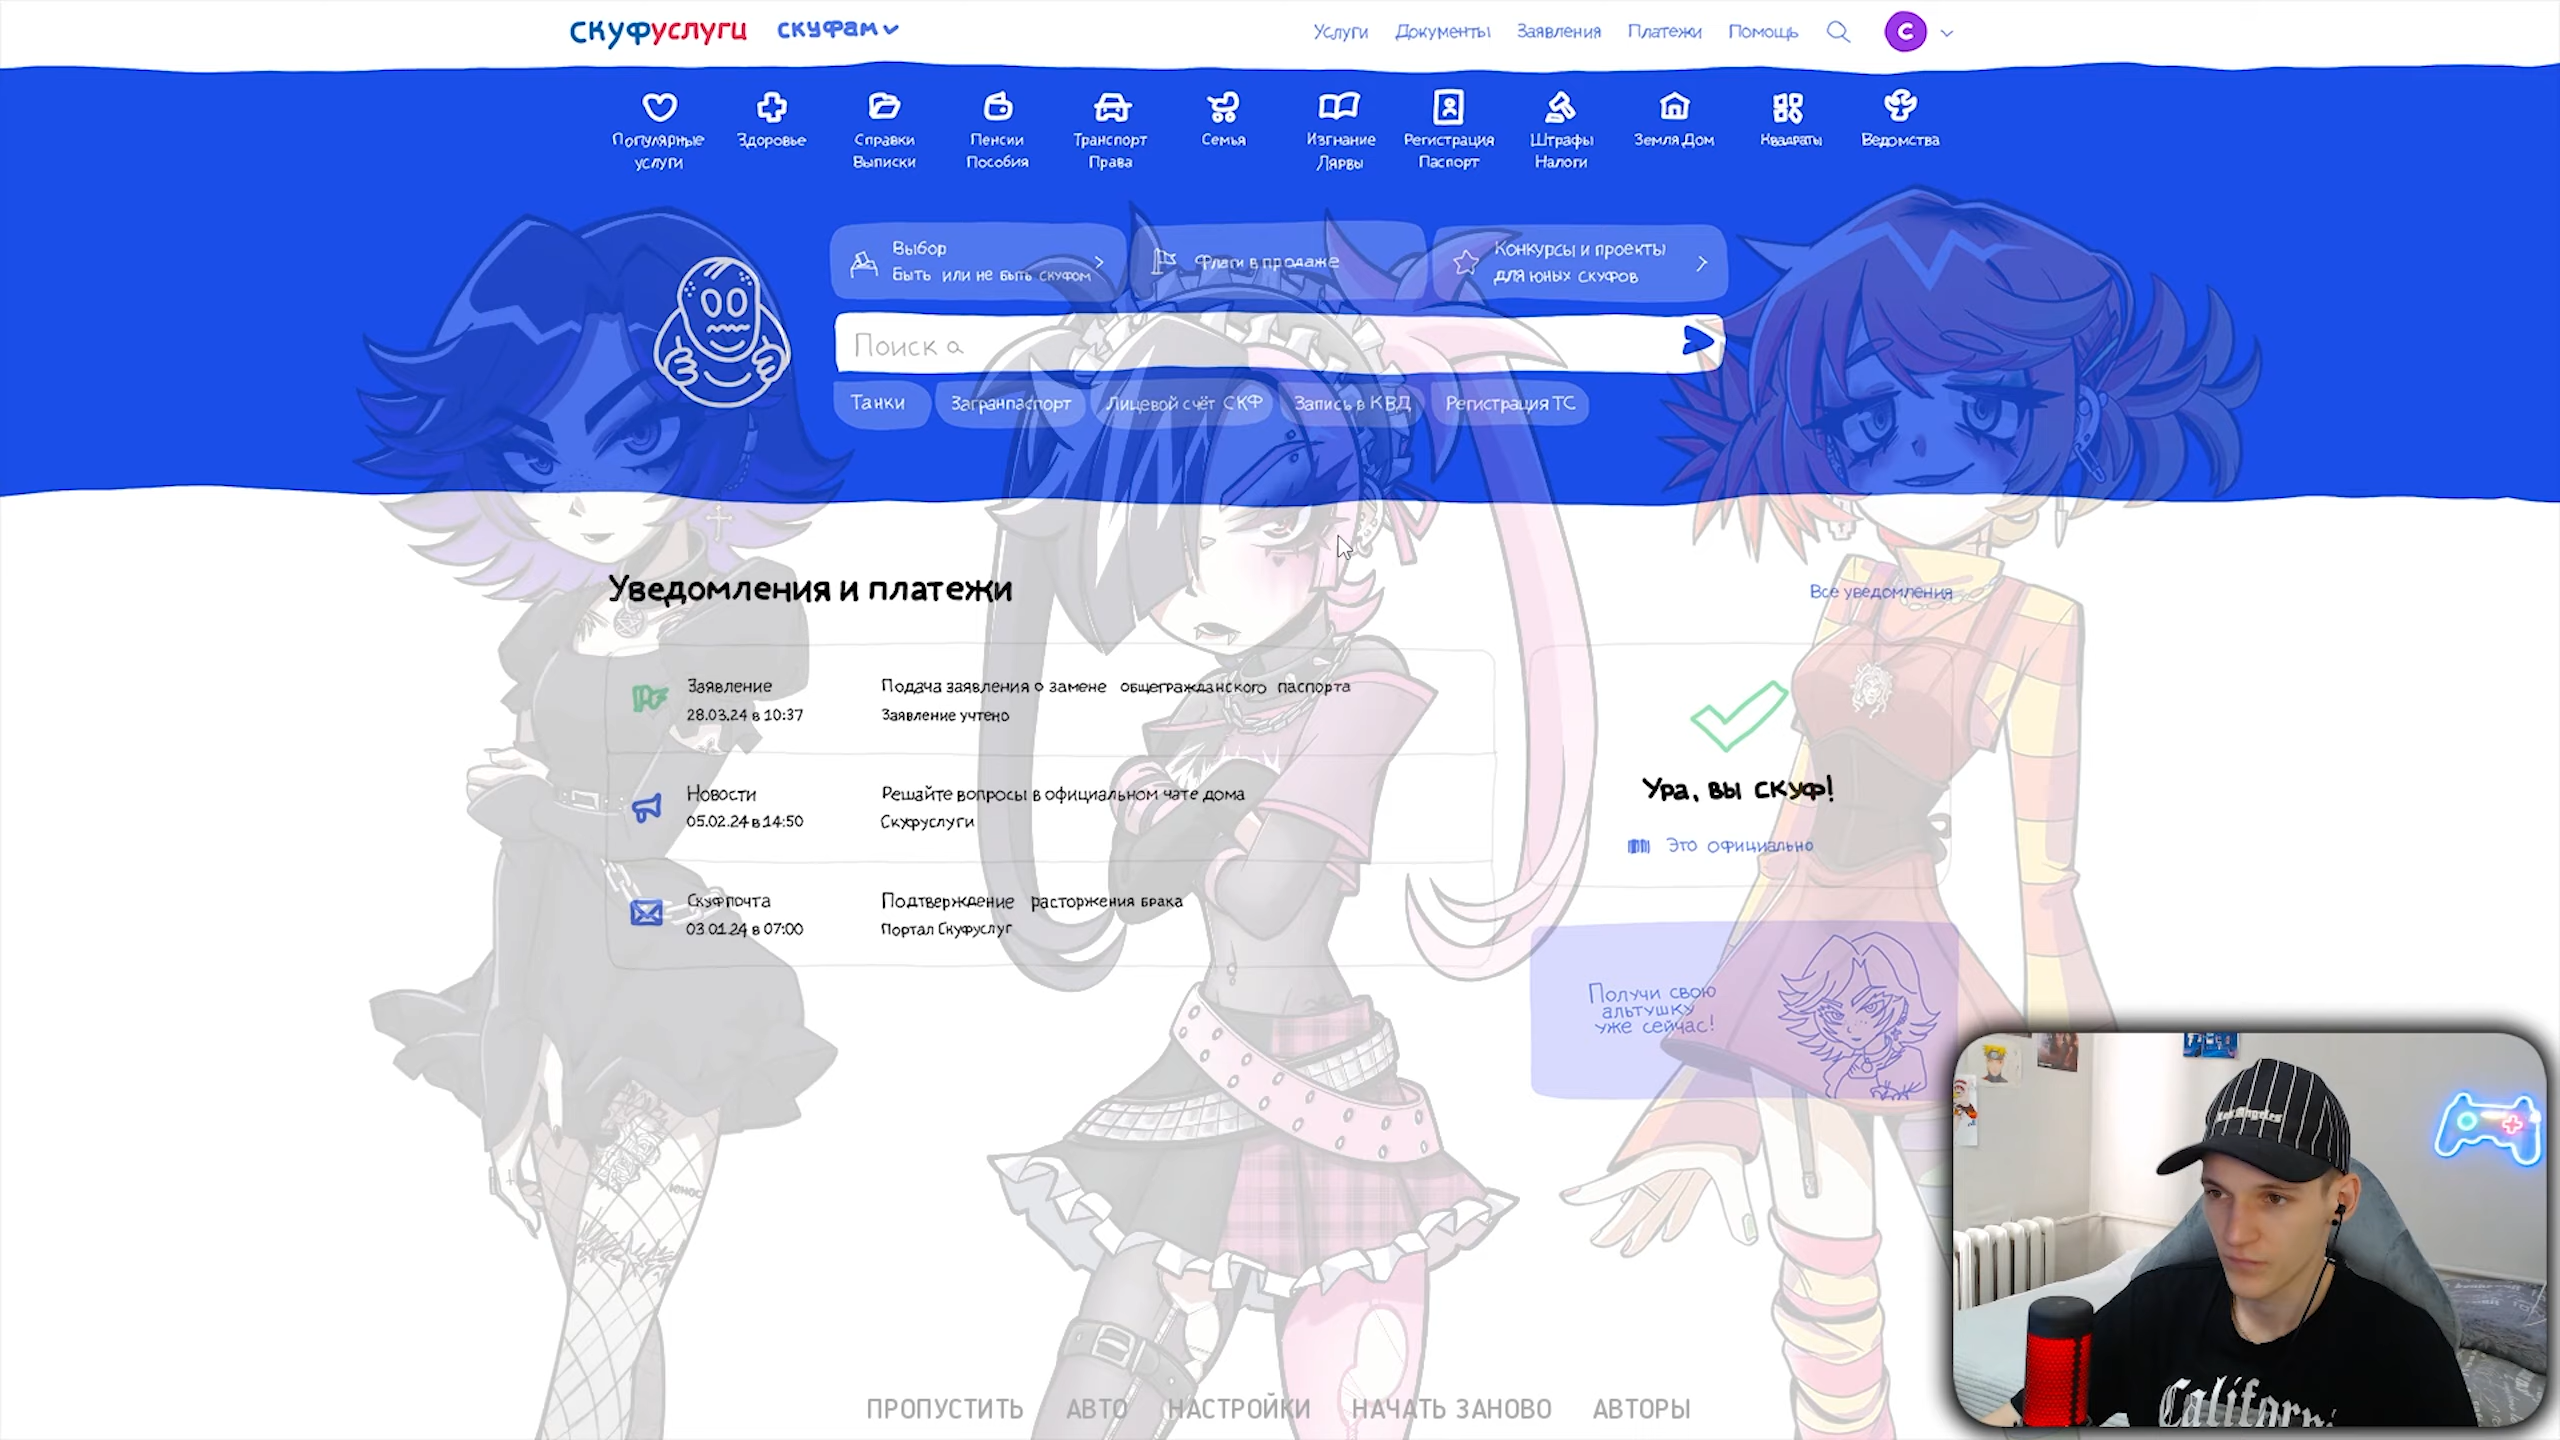 СКУФуслуги
СКУФАМ
Услуги Документы Заявления Платежи Помощь
С
Популярные услуги
Здоровье
Справки Выписки
Пенсии Пособия
Транспорт Права
Семья
Изгнание Лярвы
Регистрация Паспорт
Штрафы Налоги
Земля Дом
Квадраты
Ведомства
Выбор
Быть или не быть скуфом
Флаги в продаже
Конкурсы и проекты
для юных скуфов
Поиск а
Танки
Загранпаспорт
Лицевой счёт СКФ
Запись в КВД
Регистрация ТС
Уведомления и платежи
Все уведомления
Заявление
28.03.24 в 10:37
Подача заявления о замене общегражданского паспорта
Заявление учтено
Новости
05.02.24 в 14:50
Решайте вопросы в официальном чате дома
Скуфуслуги
Скуфпочта
03.01.24 в 07:00
Подтверждение расторжения брака
Портал Скуфуслуг
Ура, вы скуф!
Это официально
Получи свою
альтушку
уже сейчас!
ПРОПУСТИТЬ АВТО НАСТРОЙКИ НАЧАТЬ ЗАНОВО АВТОРЫ
Los Angeles